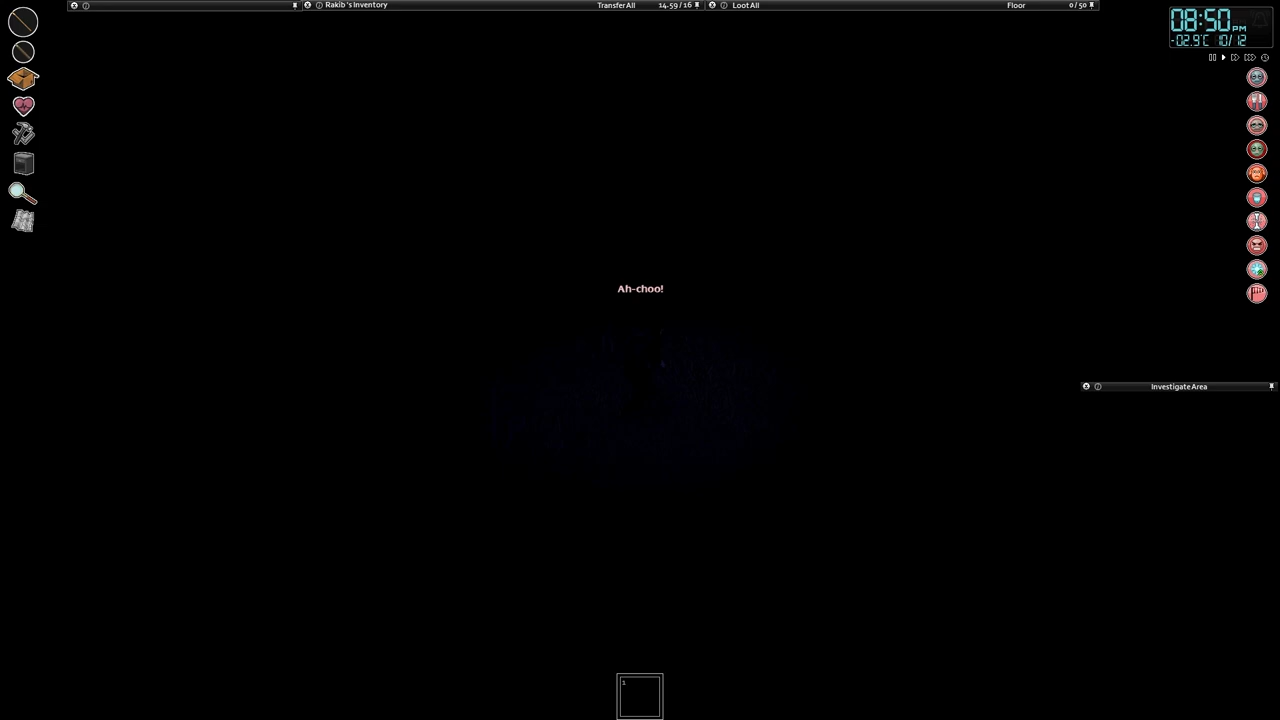 Rakib 's Inventory
Transfer All
14.59 / 16
Loot All
Floor
0 / 50
08:50 PM
-02.9°C 10/12
Ah-choo!
Investigate Area
1